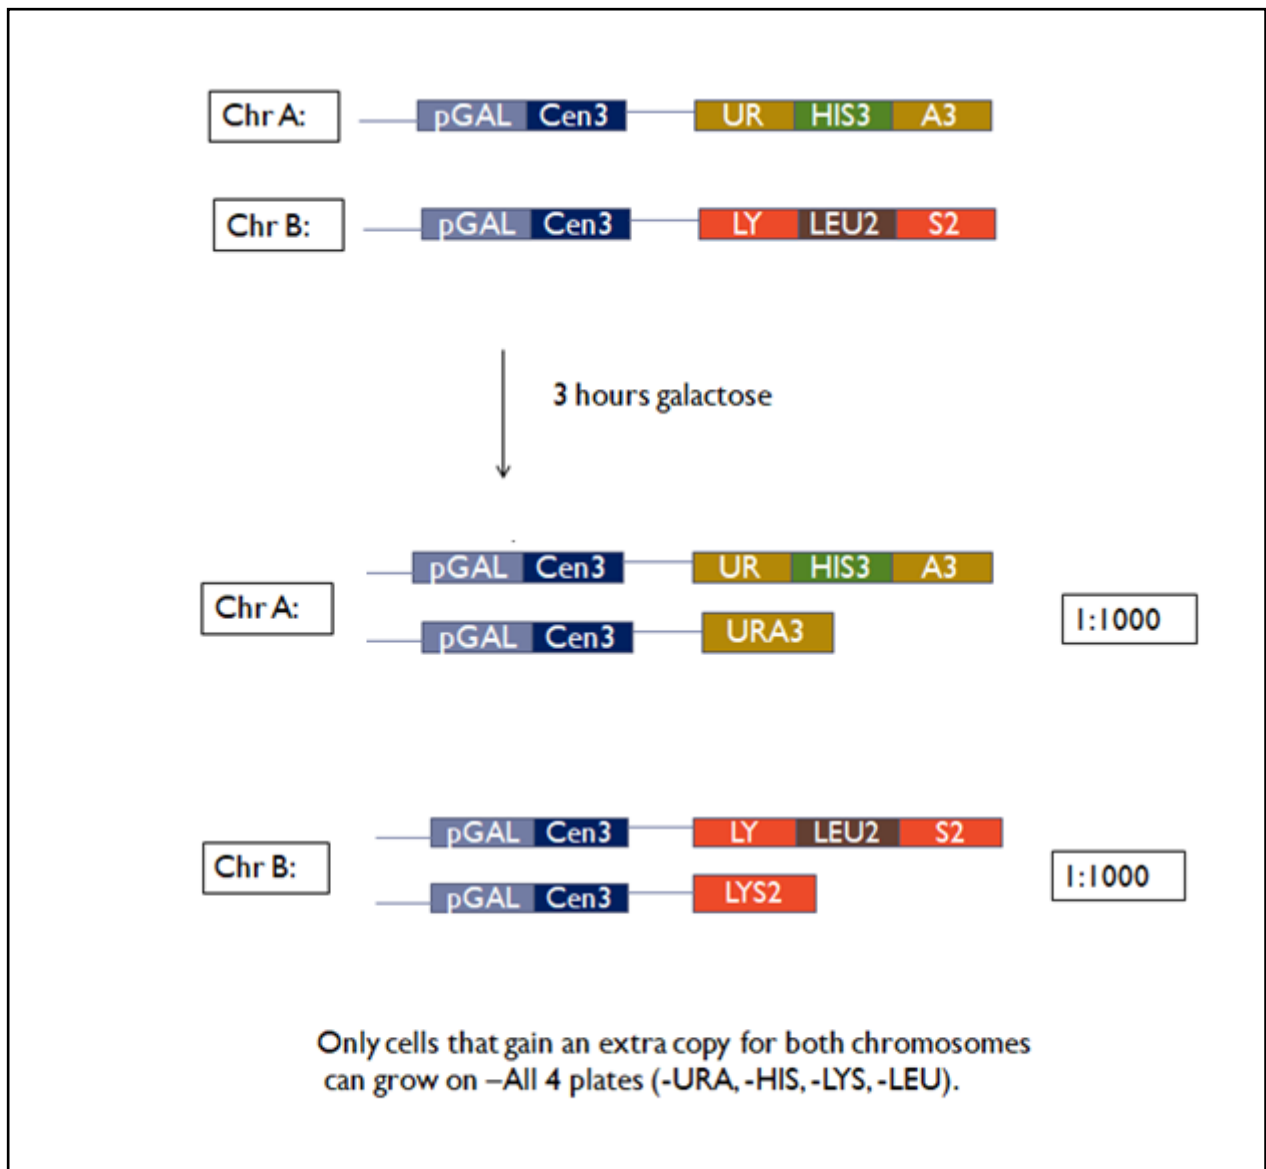 Chr A: pGAL Cen3 UR HIS3 A3
Chr B: pGAL Cen3 LY LEU2 S2
3 hours galactose
pGAL Cen3 UR HIS3 A3
Chr A: 1:1000
pGAL Cen3 URA3
pGAL Cen3 LY LEU2 S2
Chr B: 1:1000
pGAL Cen3 LYS2
Only cells that gain an extra copy for both chromosomes
can grow on –All 4 plates (-URA, -HIS, -LYS, -LEU).